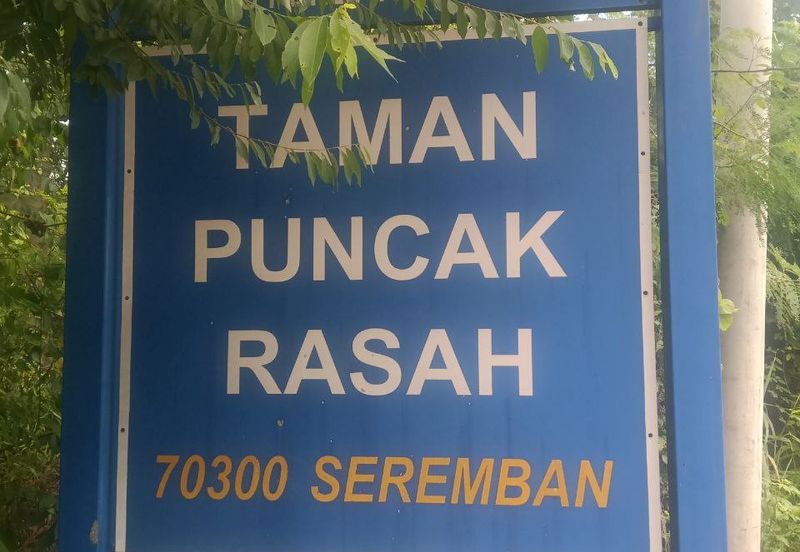 TAMAN
PUNCAK
RASAH
70300 SEREMBAN